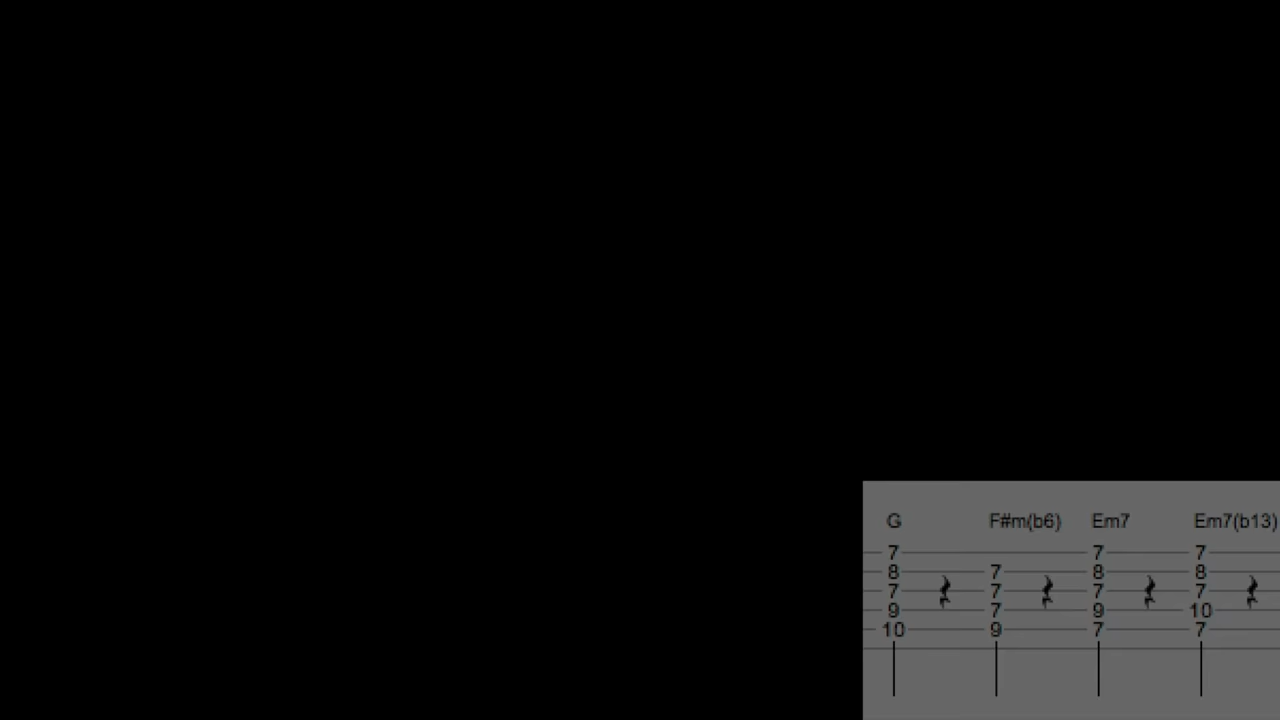 G F#m(b6) Em7 Em7(b13)
7 7 7
8 7 8 8
7 7 7 7
9 7 9 10
10 9 7 7